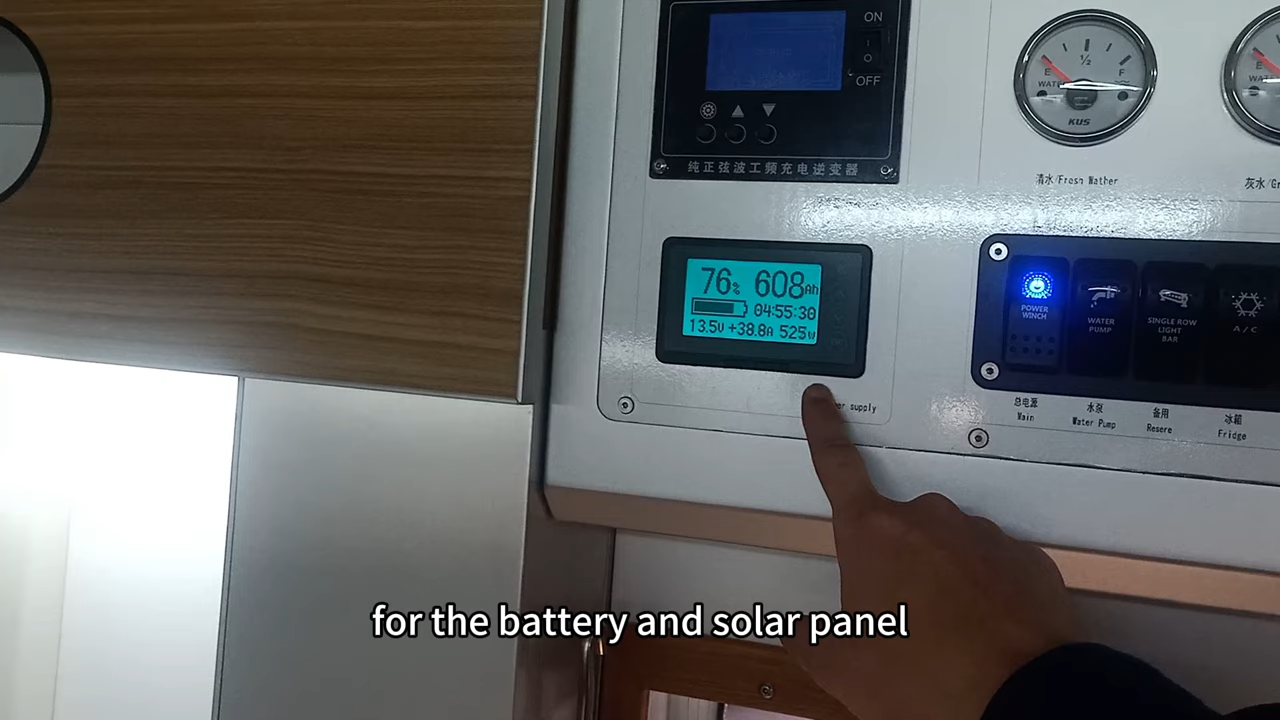 ON
OFF
纯正弦波工频充电逆变器
E 1/2 F
KUS
清水/Fresh Wather
E
灰水/Gr
76% 608Ah
04:55:30
13.5V +38.8A 525W
er supply
POWER WINCH
WATER PUMP
SINGLE ROW LIGHT BAR
A/C
总电源
Main
水泵
Water Pump
备用
Resere
冰箱
Fridge
for the battery and solar panel